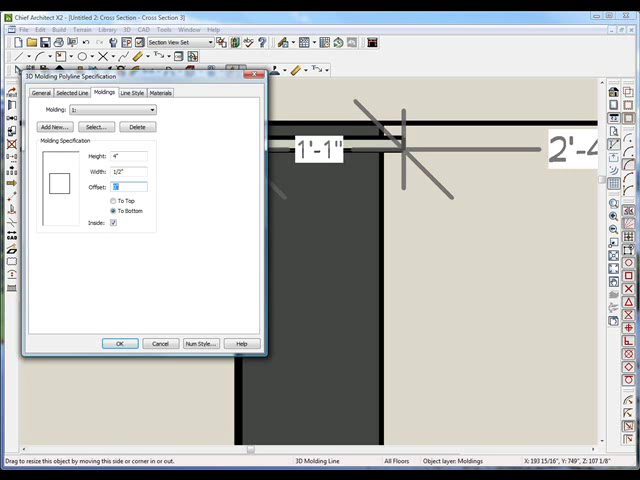 Chief Architect X2 - [Untitled 2: Cross Section - Cross Section 3]
File Edit Build Terrain 3D CAD Tools Window Help
Section View Set
3D Molding Polyline Specification
General Selected Line Moldings Line Style Materials
Molding: 1:
Add New... Select... Delete
Molding Specification
Height: 4"
Width: 1/2"
Offset: 0"
To Top
To Bottom
Inside:
OK Cancel Num Style... Help
1'-1"
2'-4
Drag to resize this object by moving this side or corner in or out. 3D Molding Line All Floors Object layer: Moldings X: 193 15/16", Y: 749", Z: 107 1/8"